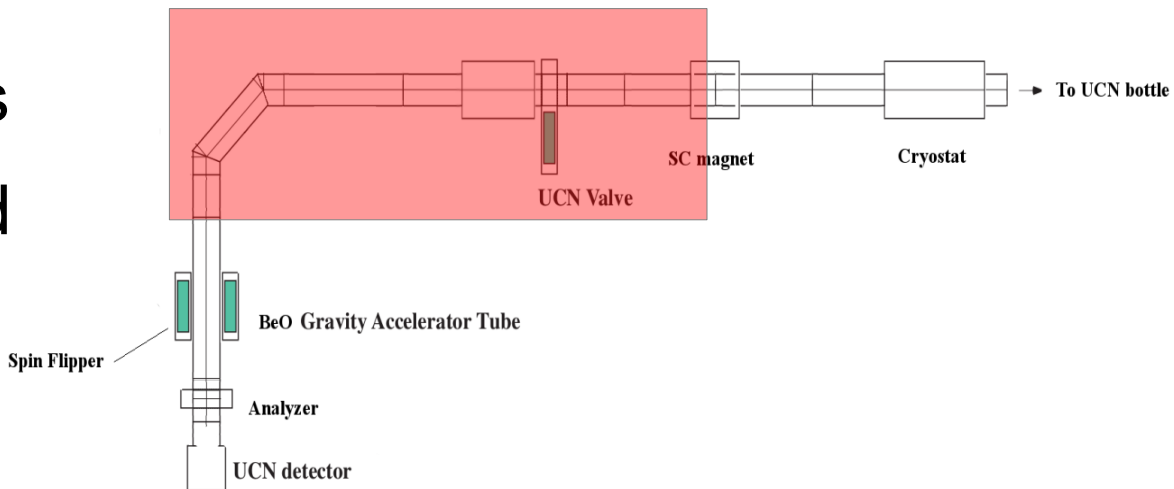 s
To UCN bottle
SC magnet
Cryostat
UCN Valve
d
BeO Gravity Accelerator Tube
Spin Flipper
Analyzer
UCN detector